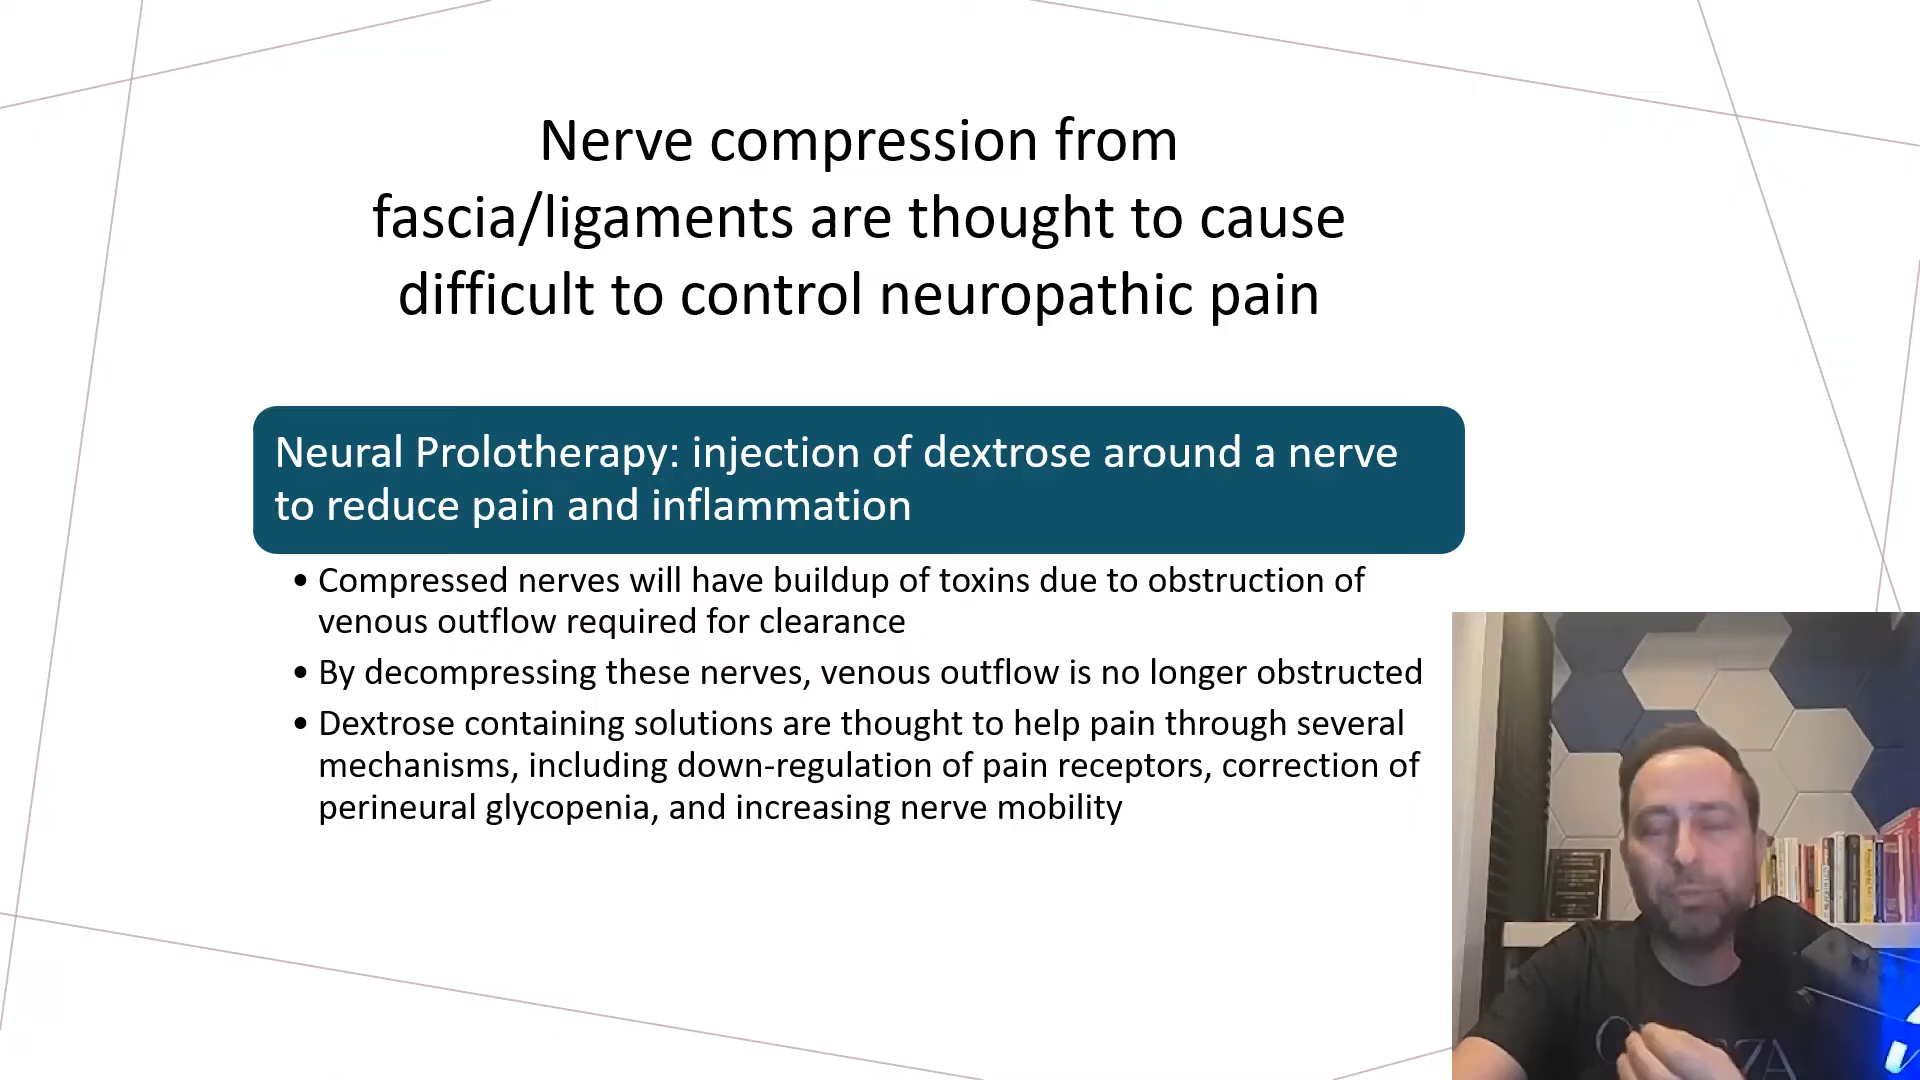 Nerve compression from
fascia/ligaments are thought to cause
difficult to control neuropathic pain
Neural Prolotherapy: injection of dextrose around a nerve
to reduce pain and inflammation
• Compressed nerves will have buildup of toxins due to obstruction of
venous outflow required for clearance
• By decompressing these nerves, venous outflow is no longer obstructed
• Dextrose containing solutions are thought to help pain through several
mechanisms, including down-regulation of pain receptors, correction of
perineural glycopenia, and increasing nerve mobility